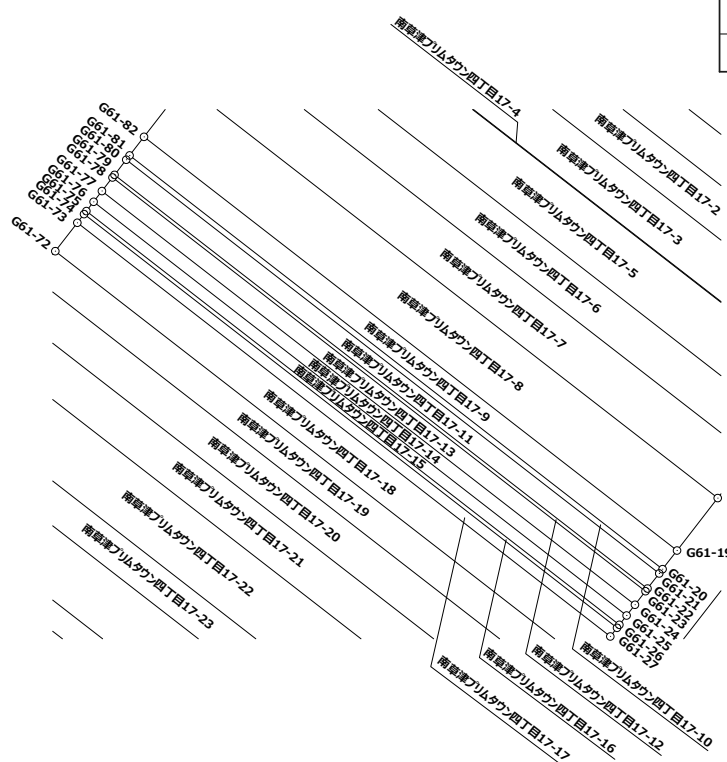 南草津プリムタウン四丁目17-4
南草津プリムタウン四丁目17-2
南草津プリムタウン四丁目17-3
南草津プリムタウン四丁目17-5
南草津プリムタウン四丁目17-6
南草津プリムタウン四丁目17-7
南草津プリムタウン四丁目17-8
南草津プリムタウン四丁目17-9
南草津プリムタウン四丁目17-11
南草津プリムタウン四丁目17-13
南草津プリムタウン四丁目17-14
南草津プリムタウン四丁目17-15
南草津プリムタウン四丁目17-18
南草津プリムタウン四丁目17-19
南草津プリムタウン四丁目17-20
南草津プリムタウン四丁目17-21
南草津プリムタウン四丁目17-22
南草津プリムタウン四丁目17-23
南草津プリムタウン四丁目17-10
南草津プリムタウン四丁目17-12
南草津プリムタウン四丁目17-16
南草津プリムタウン四丁目17-17
G61-82
G61-81
G61-80
G61-79
G61-78
G61-77
G61-76
G61-75
G61-74
G61-73
G61-72
G61-19
G61-20
G61-21
G61-22
G61-23
G61-24
G61-25
G61-26
G61-27